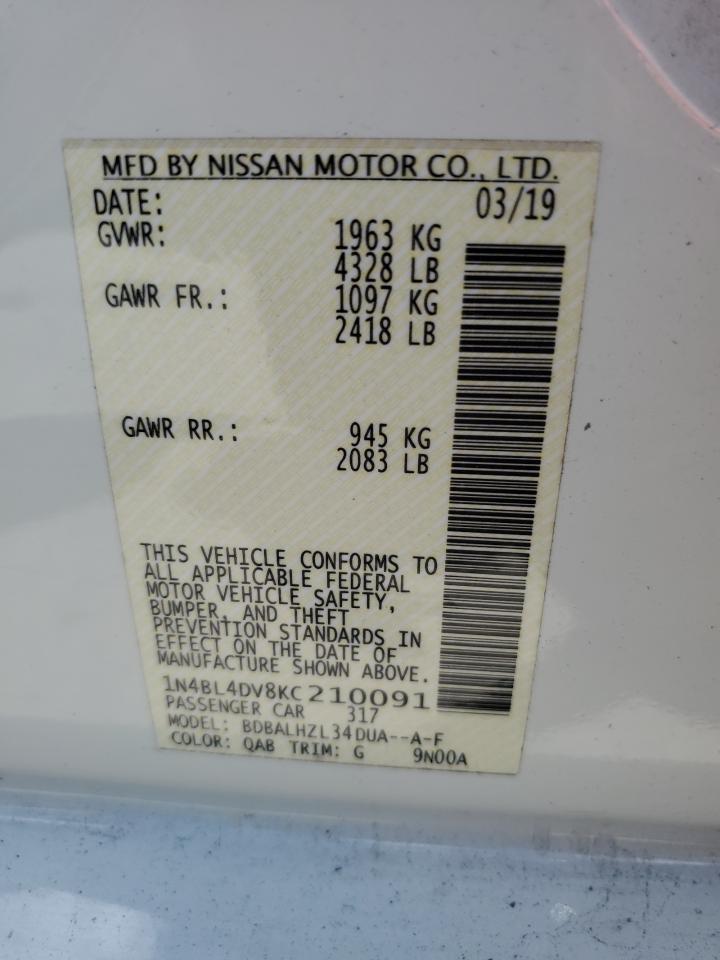 MFD BY NISSAN MOTOR CO., LTD.
DATE: 03/19
GVWR: 1963 KG
4328 LB
GAWR FR.: 1097 KG
2418 LB
GAWR RR.: 945 KG
2083 LB
THIS VEHICLE CONFORMS TO
ALL APPLICABLE FEDERAL
MOTOR VEHICLE SAFETY,
BUMPER, AND THEFT
PREVENTION STANDARDS IN
EFFECT ON THE DATE OF
MANUFACTURE SHOWN ABOVE.
1N4BL4DV8KC210091
PASSENGER CAR 317
MODEL: BDBALHZL34DUA--A-F
COLOR: QAB TRIM: G 9N00A